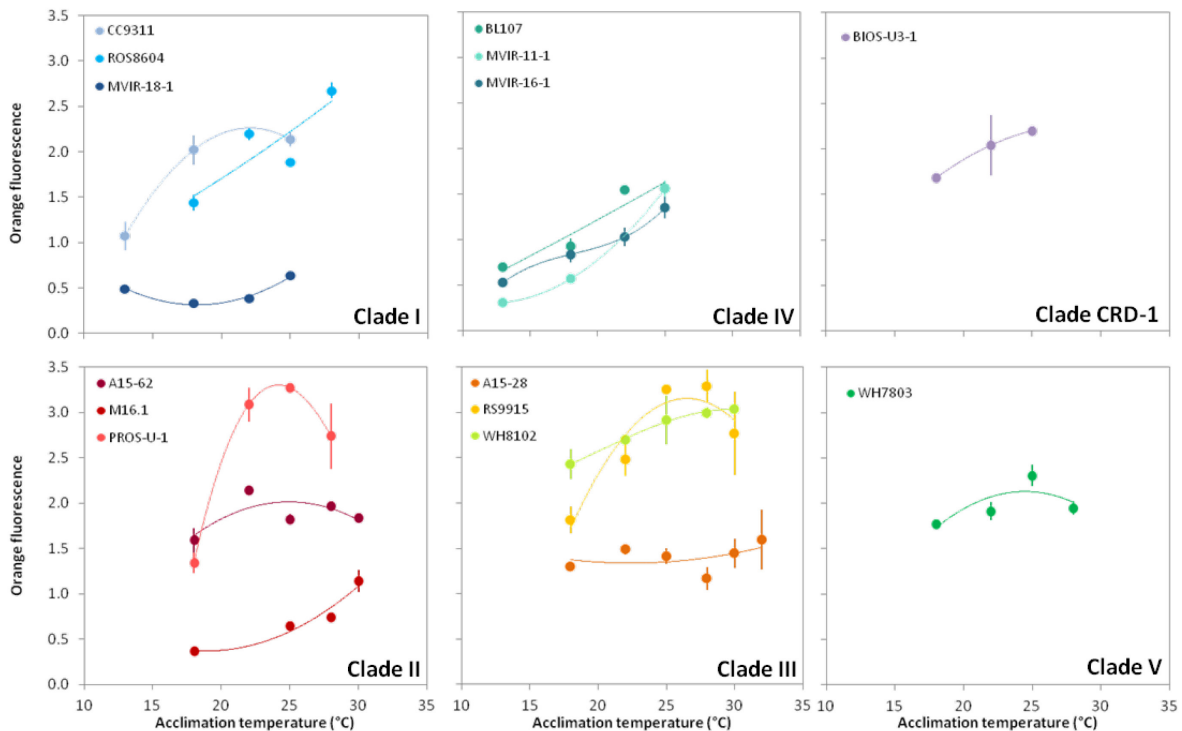 Orange fluorescence
3.5
3.0
2.5
2.0
1.5
1.0
0.5
0.0
CC9311
ROS8604
MVIR-18-1
Clade I
BL107
MVIR-11-1
MVIR-16-1
Clade IV
BIOS-U3-1
Clade CRD-1
Orange fluorescence
3.5
3.0
2.5
2.0
1.5
1.0
0.5
0.0
A15-62
M16.1
PROS-U-1
Clade II
A15-28
RS9915
WH8102
Clade III
WH7803
Clade V
10 15 20 25 30 35
10 15 20 25 30 35
10 15 20 25 30 35
Acclimation temperature (°C)
Acclimation temperature (°C)
Acclimation temperature (°C)